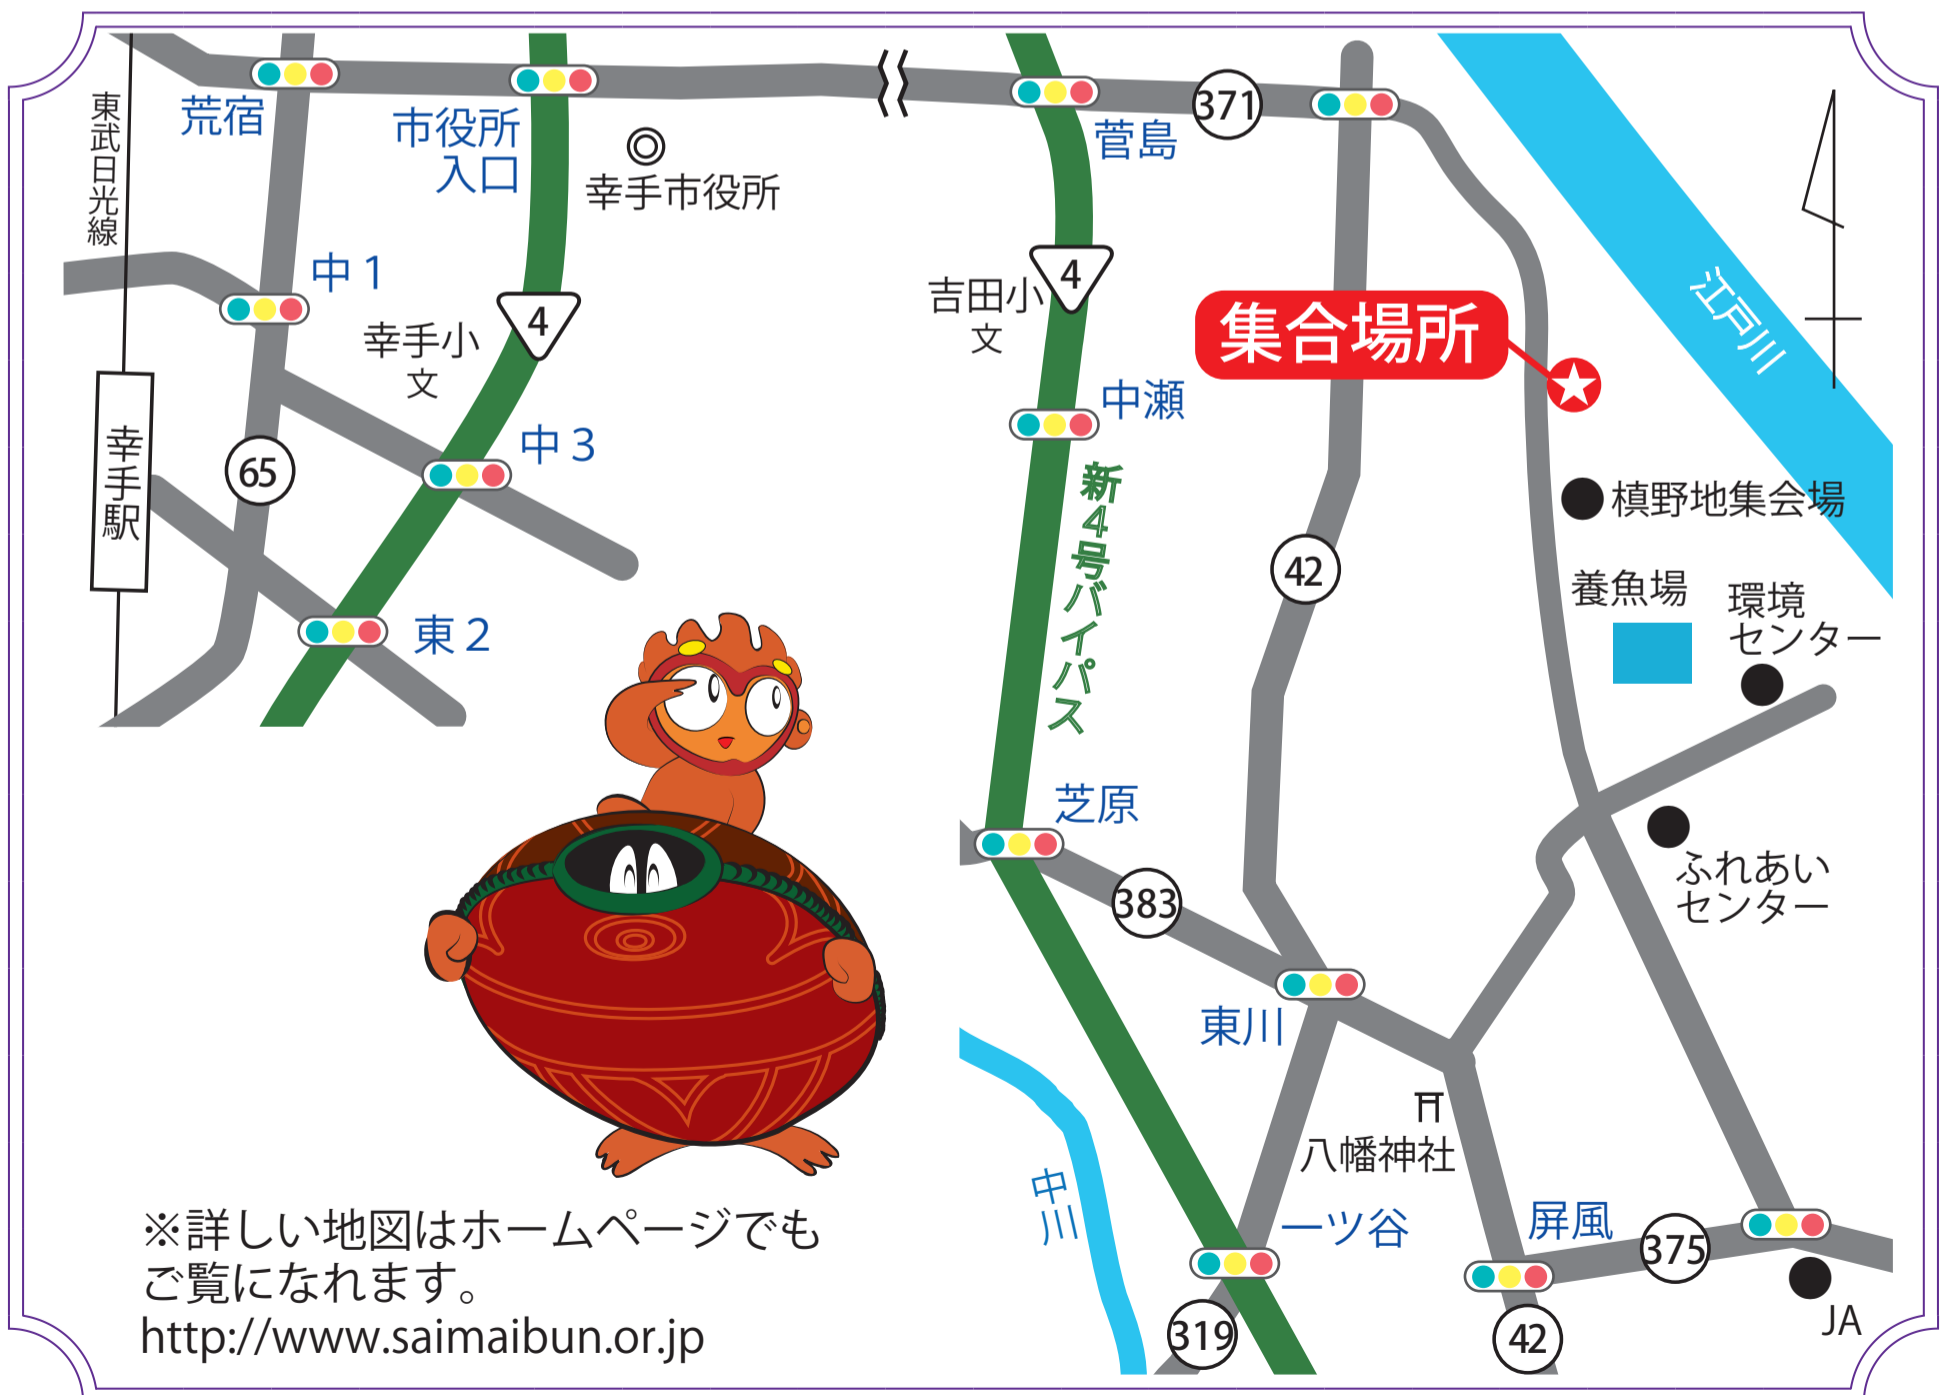 371
荒宿
市役所
入口
幸手市役所
菅島
東武日光線
中1
4
幸手小
文
吉田小
文
4
集合場所
江戸川
中瀬
幸手駅
65
中3
新4号バイパス
槙野地集会場
42
養魚場
環境
センター
東2
芝原
ふれあい
センター
383
東川
八幡神社
中川
一ツ谷
屏風
375
319
42
JA
※詳しい地図はホームページでも
ご覧になれます。
http://www.saimaibun.or.jp